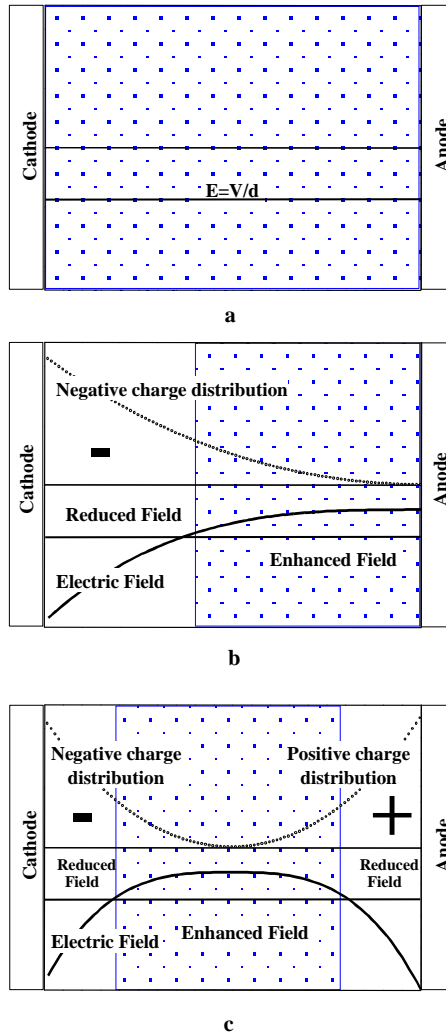 Cathode
E=V/d
Anode
a
Negative charge distribution
-
Cathode
Reduced Field
Electric Field
Enhanced Field
Anode
b
Negative charge
distribution
Positive charge
distribution
-
+
Cathode
Reduced
Field
Reduced
Field
Electric Field
Enhanced Field
Anode
c